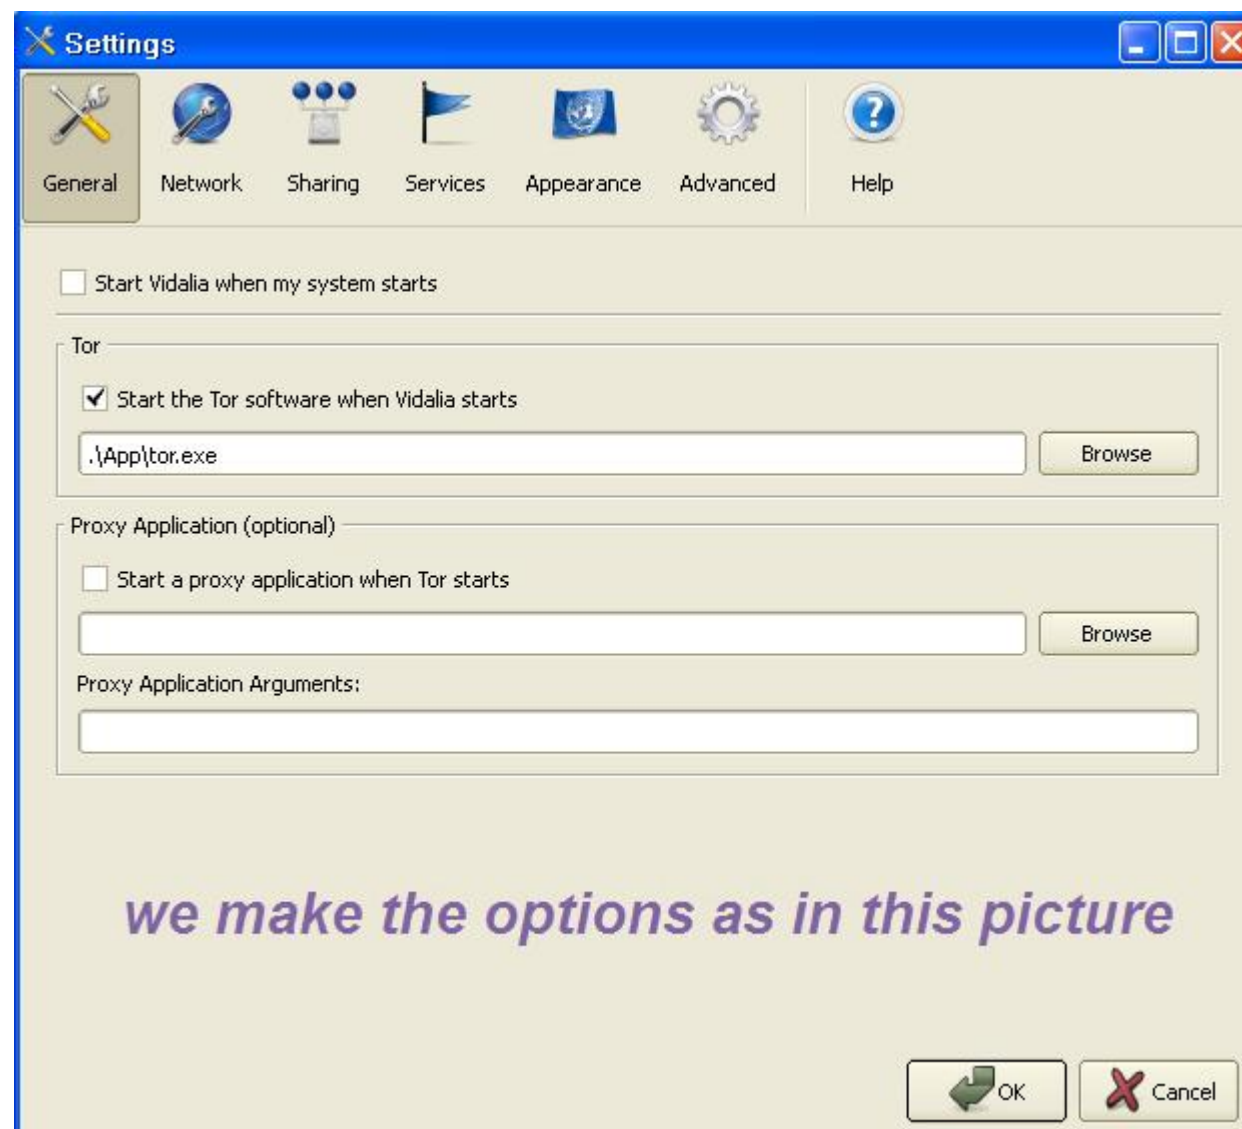 Settings
General Network Sharing Services Appearance Advanced Help
Start Vidalia when my system starts
Tor
Start the Tor software when Vidalia starts
.\App\tor.exe Browse
Proxy Application (optional)
Start a proxy application when Tor starts
Browse
Proxy Application Arguments:
we make the options as in this picture
OK Cancel